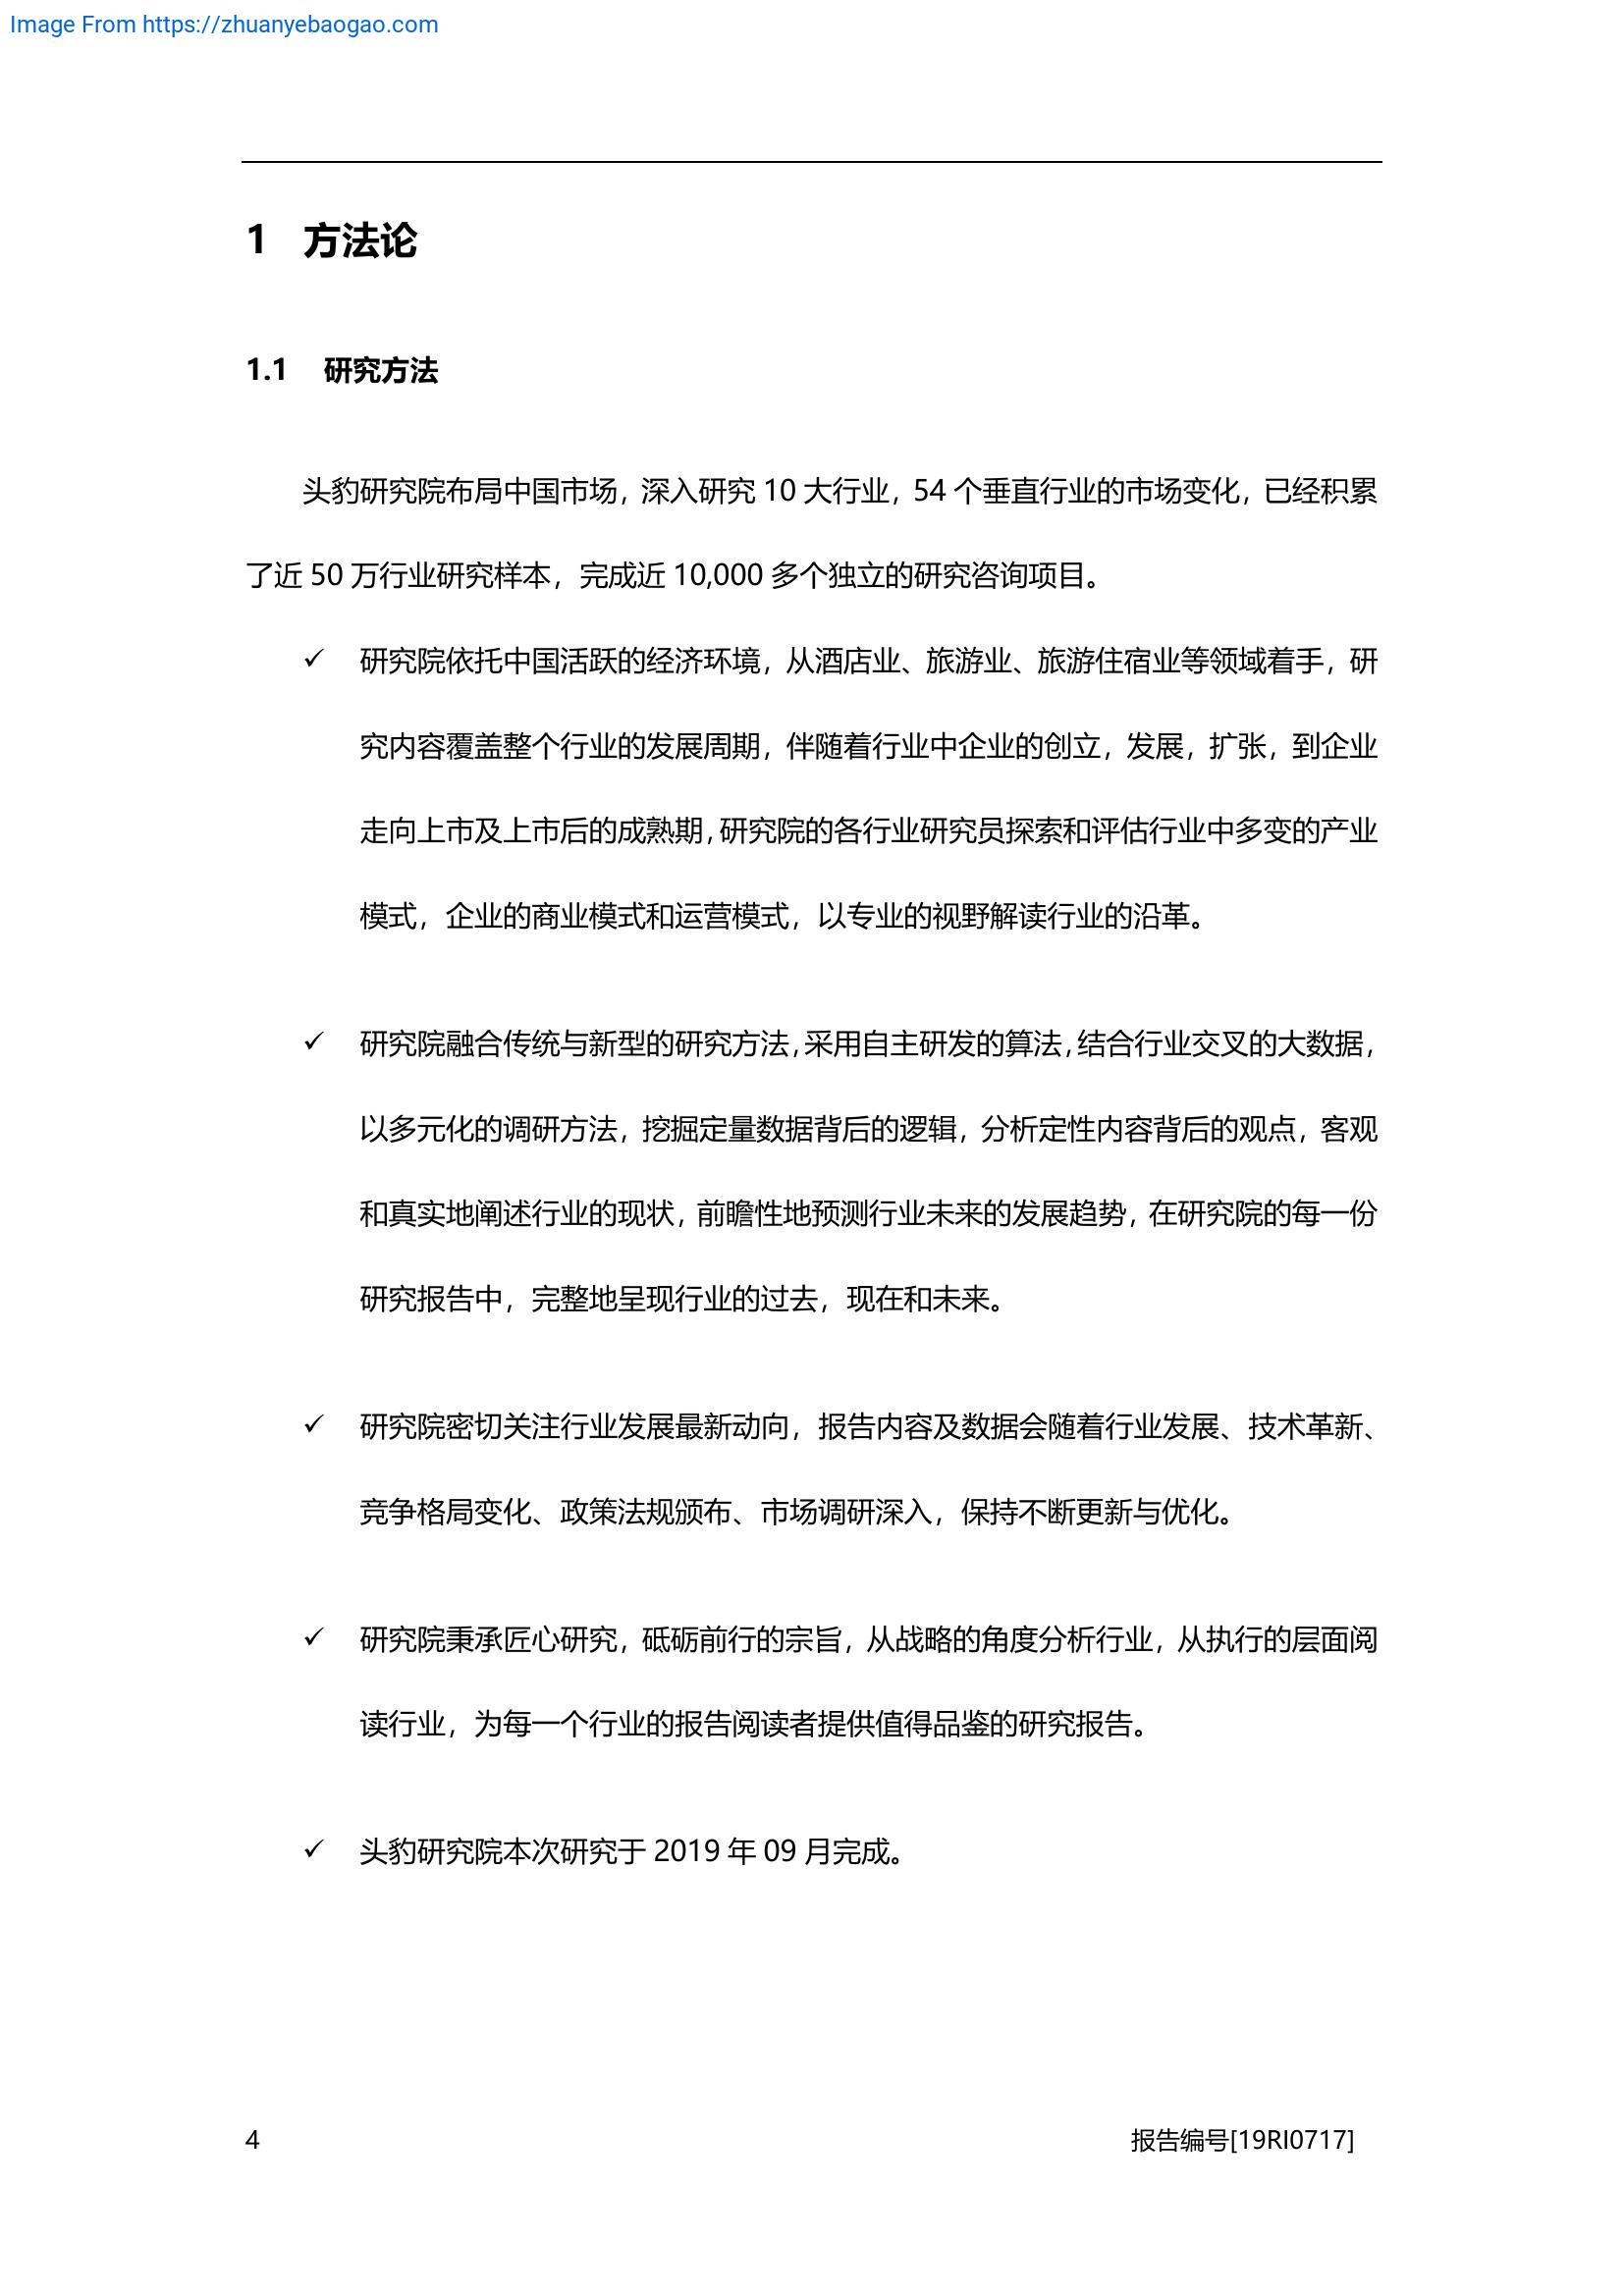 Image From https://zhuanyebaogao.com
1 方法论
1.1 研究方法
头豹研究院布局中国市场，深入研究 10 大行业，54 个垂直行业的市场变化，已经积累
了近 50 万行业研究样本，完成近 10,000 多个独立的研究咨询项目。
✓ 研究院依托中国活跃的经济环境，从酒店业、旅游业、旅游住宿业等领域着手，研
究内容覆盖整个行业的发展周期，伴随着行业中企业的创立，发展，扩张，到企业
走向上市及上市后的成熟期，研究院的各行业研究员探索和评估行业中多变的产业
模式，企业的商业模式和运营模式，以专业的视野解读行业的沿革。
✓ 研究院融合传统与新型的研究方法，采用自主研发的算法，结合行业交叉的大数据，
以多元化的调研方法，挖掘定量数据背后的逻辑，分析定性内容背后的观点，客观
和真实地阐述行业的现状，前瞻性地预测行业未来的发展趋势，在研究院的每一份
研究报告中，完整地呈现行业的过去，现在和未来。
✓ 研究院密切关注行业发展最新动向，报告内容及数据会随着行业发展、技术革新、
竞争格局变化、政策法规颁布、市场调研深入，保持不断更新与优化。
✓ 研究院秉承匠心研究，砥砺前行的宗旨，从战略的角度分析行业，从执行的层面阅
读行业，为每一个行业的报告阅读者提供值得品鉴的研究报告。
✓ 头豹研究院本次研究于 2019 年 09 月完成。
4 报告编号[19RI0717]